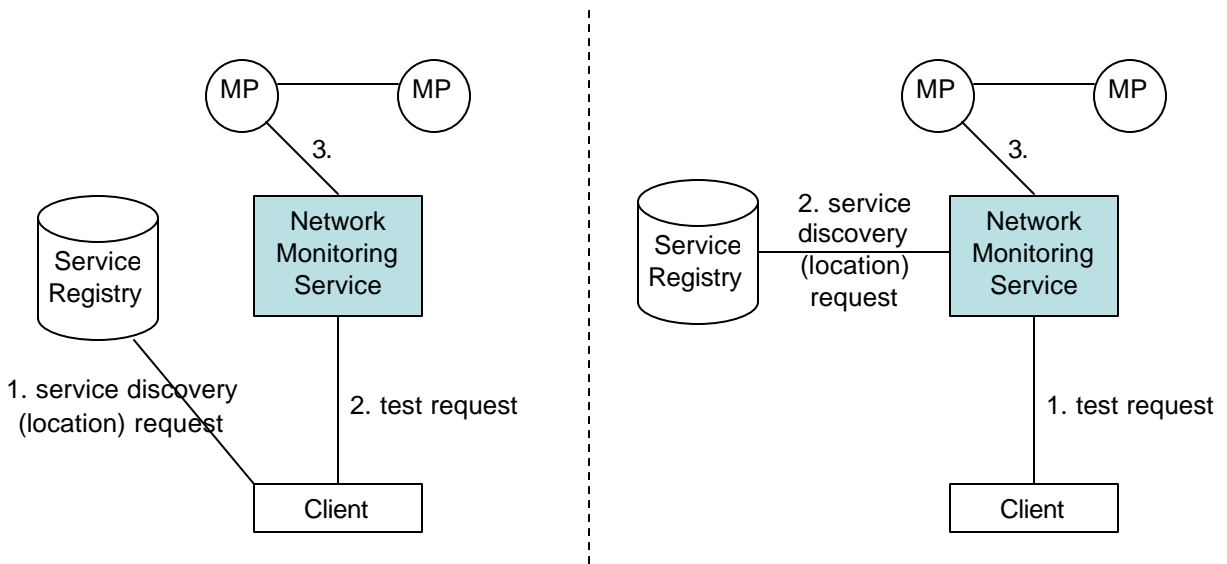 MP
MP
3.
Network
Monitoring
Service
Service
Registry
1. service discovery
(location) request
2. test request
Client
MP
MP
3.
2. service
discovery
(location)
request
Service
Registry
Network
Monitoring
Service
1. test request
Client